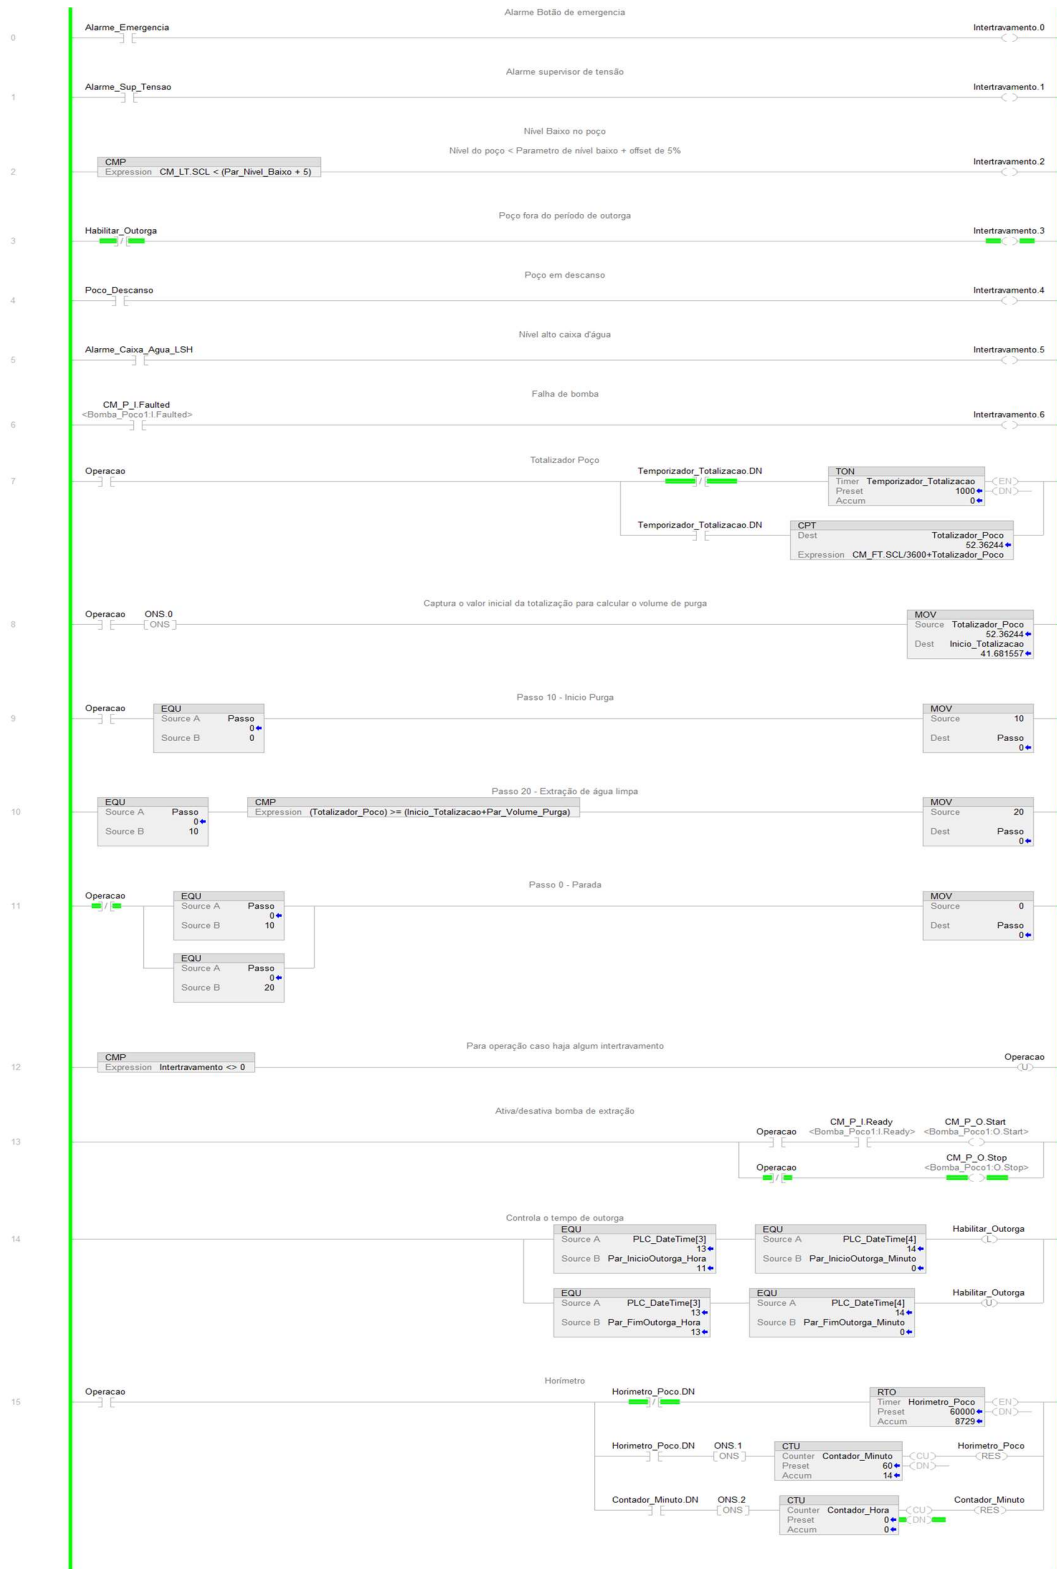 Alarme Botão de emergencia
Alarme_Emergencia
Intertravamento.0
0
Alarme supervisor de tensão
Alarme_Sup_Tensao
Intertravamento.1
1
Nível Baixo no poço
Nível do poço < Parametro de nível baixo + offset de 5%
CMP
Expression CM_LT.SCL < (Par_Nivel_Baixo + 5)
Intertravamento.2
2
Poço fora do período de outorga
Habilitar_Outorga
Intertravamento.3
3
Poço em descanso
Poco_Descanso
Intertravamento.4
4
Nível alto caixa d'água
Alarme_Caixa_Agua_LSH
Intertravamento.5
5
Falha de bomba
CM_P_I.Faulted
<Bomba_Poco1:I.Faulted>
Intertravamento.6
6
Totalizador Poço
Operacao
Temporizador_Totalizacao.DN
TON
Timer Temporizador_Totalizacao
Preset 1000
Accum 0
EN
DN
7
Temporizador_Totalizacao.DN
CPT
Dest Totalizador_Poco
52.36244
Expression CM_FT.SCL/3600+Totalizador_Poco
Captura o valor inicial da totalização para calcular o volume de purga
Operacao ONS.0
ONS
MOV
Source Totalizador_Poco
52.36244
Dest Inicio_Totalizacao
41.681557
8
Passo 10 - Inicio Purga
Operacao
EQU
Source A Passo
0
Source B 0
MOV
Source 10
Dest Passo
0
9
Passo 20 - Extração de água limpa
EQU
Source A Passo
0
Source B 10
CMP
Expression (Totalizador_Poco) >= (Inicio_Totalizacao+Par_Volume_Purga)
MOV
Source 20
Dest Passo
0
10
Passo 0 - Parada
Operacao
EQU
Source A Passo
0
Source B 10
MOV
Source 0
Dest Passo
0
11
EQU
Source A Passo
0
Source B 20
Para operação caso haja algum intertravamento
CMP
Expression Intertravamento <> 0
Operacao
U
12
Ativa/desativa bomba de extração
Operacao
CM_P_I.Ready
<Bomba_Poco1:I.Ready>
CM_P_O.Start
<Bomba_Poco1:O.Start>
13
Operacao
CM_P_O.Stop
<Bomba_Poco1:O.Stop>
Controla o tempo de outorga
EQU
Source A PLC_DateTime[3]
13
Source B Par_InicioOutorga_Hora
11
EQU
Source A PLC_DateTime[4]
14
Source B Par_InicioOutorga_Minuto
0
Habilitar_Outorga
L
14
EQU
Source A PLC_DateTime[3]
13
Source B Par_FimOutorga_Hora
13
EQU
Source A PLC_DateTime[4]
14
Source B Par_FimOutorga_Minuto
0
Habilitar_Outorga
U
Horímetro
Operacao
Horimetro_Poco.DN
RTO
Timer Horimetro_Poco
Preset 60000
Accum 8729
EN
DN
15
Horimetro_Poco.DN ONS.1
ONS
CTU
Counter Contador_Minuto
Preset 60
Accum 14
CU
DN
Horimetro_Poco
RES
Contador_Minuto.DN ONS.2
ONS
CTU
Counter Contador_Hora
Preset 0
Accum 0
CU
DN
Contador_Minuto
RES